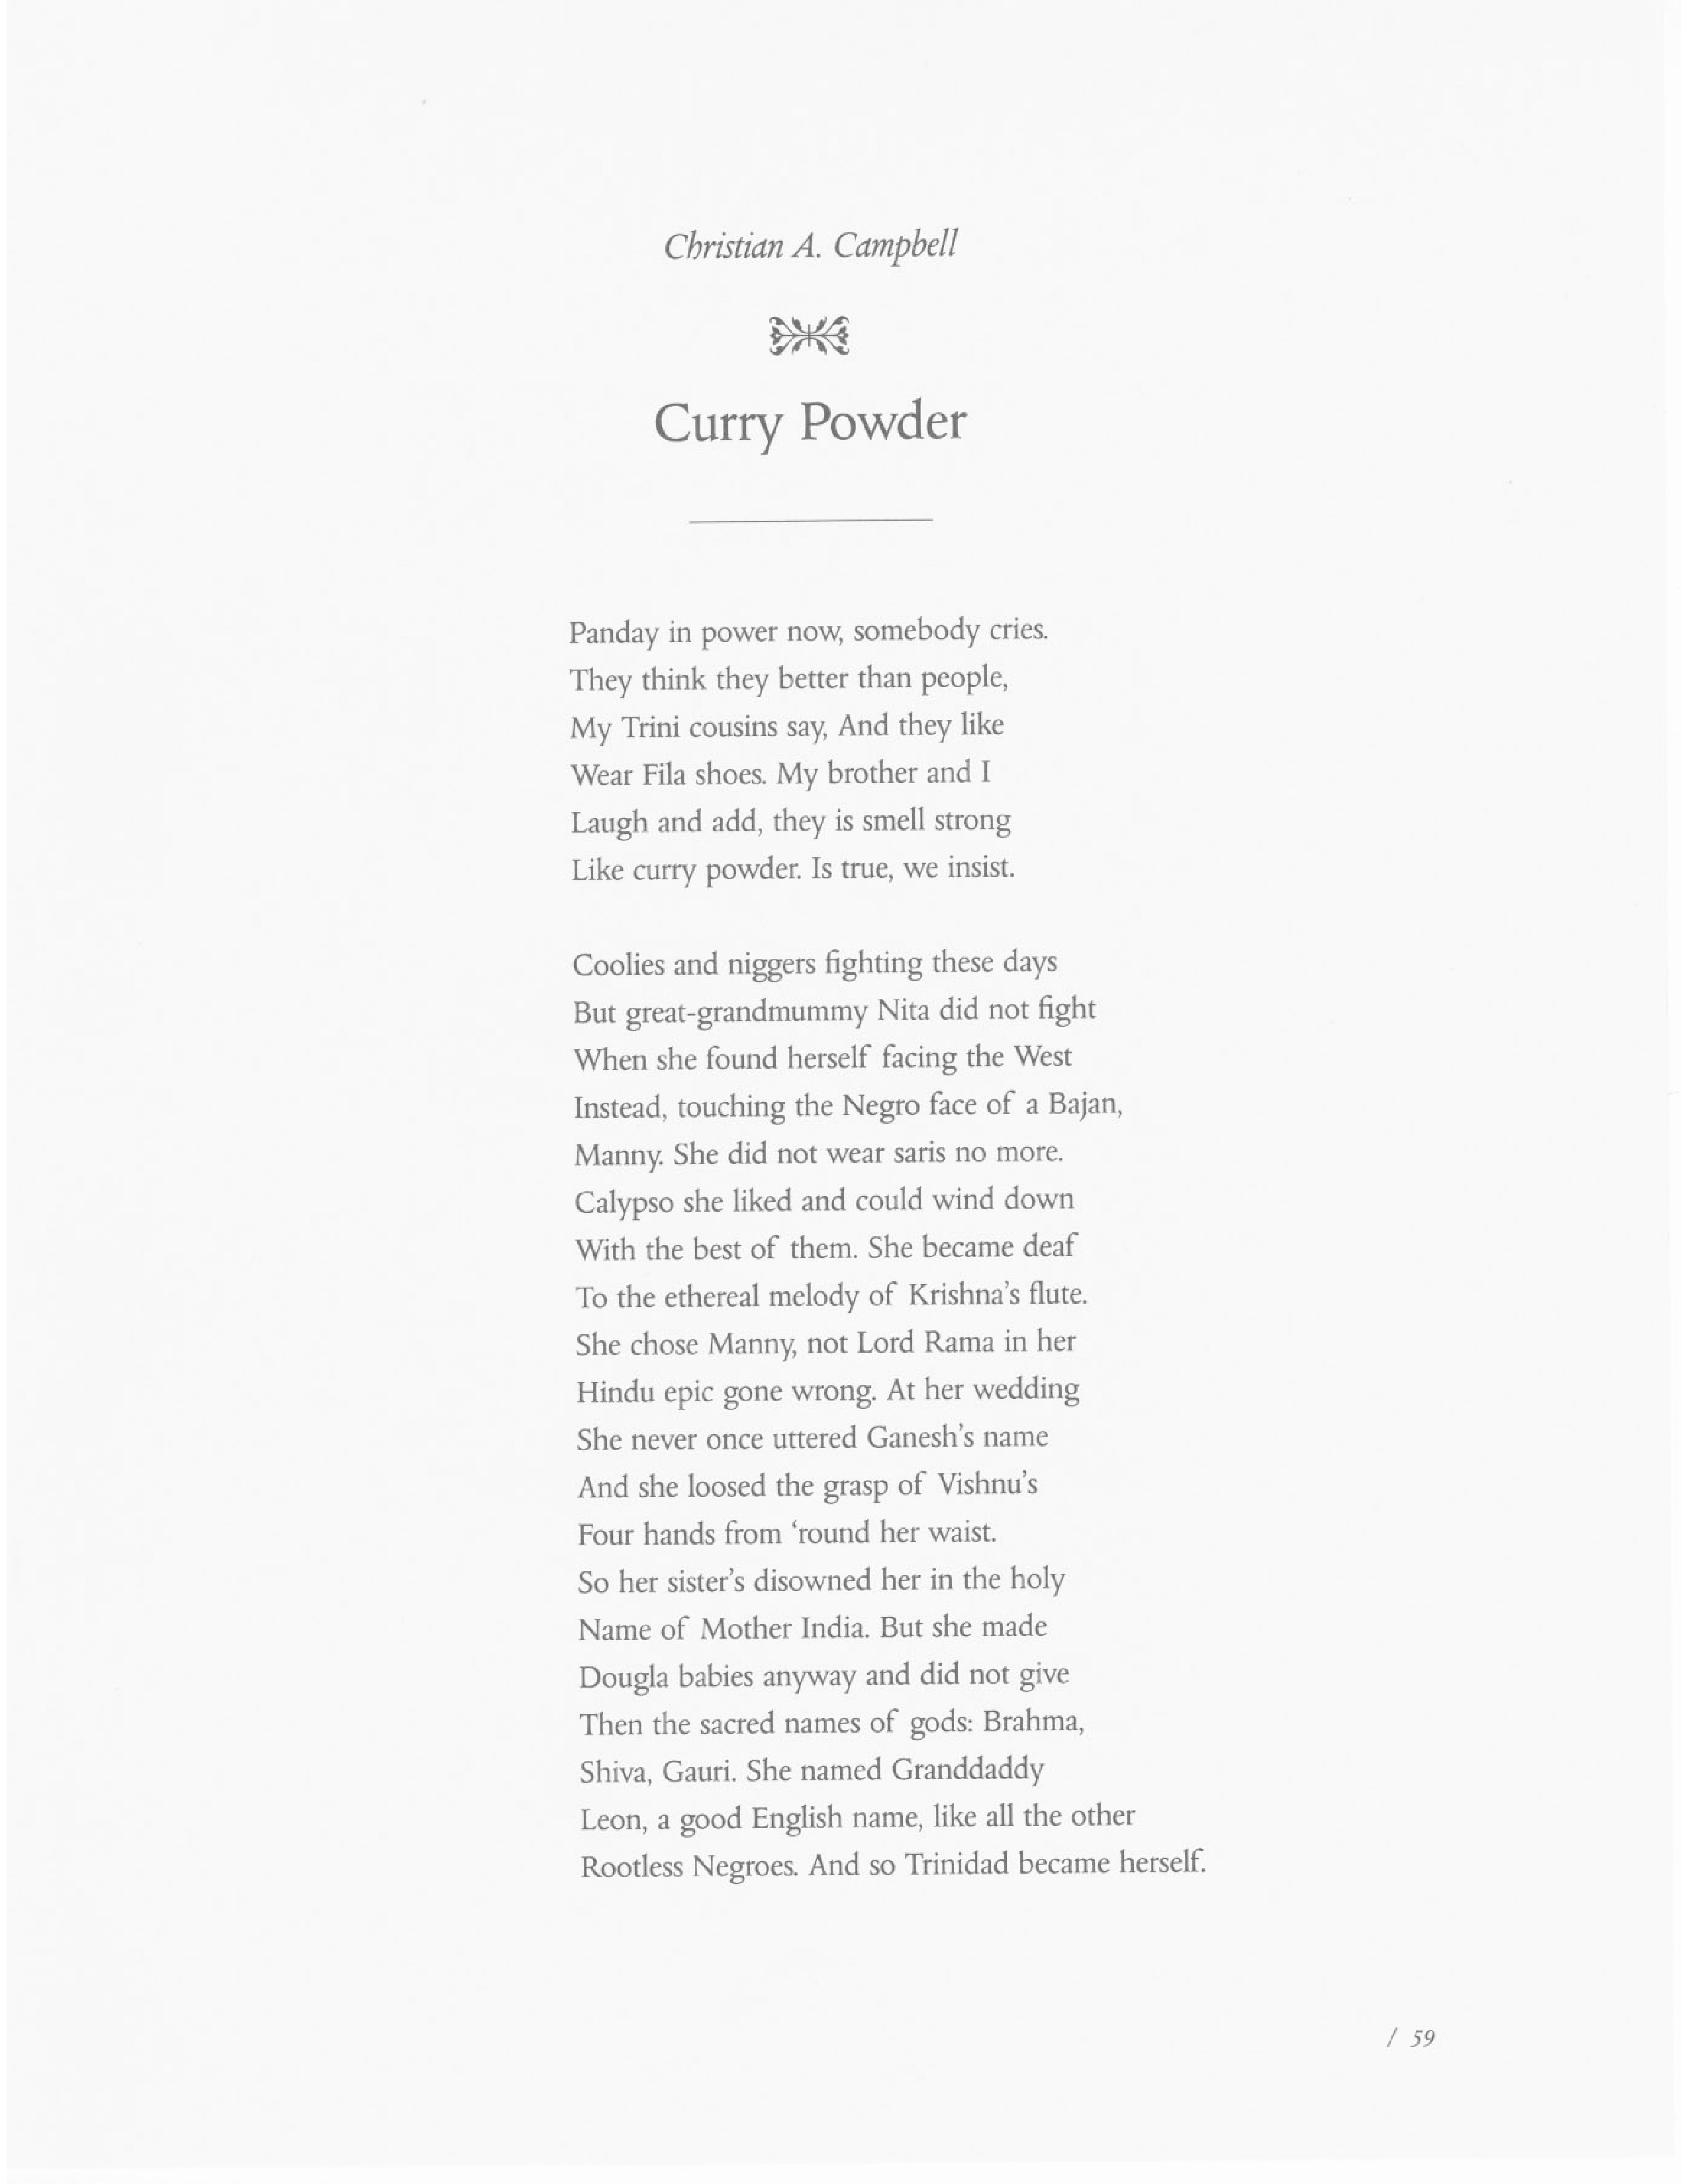 Christian A. Campbell
Curry Powder
Panday in power now, somebody cries.
They think they better than people,
My Trini cousins say, And they like
Wear Fila shoes. My brother and I
Laugh and add, they is smell strong
Like curry powder. Is true, we insist.
Coolies and niggers fighting these days
But great-grandmummy Nita did not fight
When she found herself facing the West
Instead, touching the Negro face of a Bajan,
Manny. She did not wear saris no more.
Calypso she liked and could wind down
With the best of them. She became deaf
To the ethereal melody of Krishna's flute.
She chose Manny, not Lord Rama in her
Hindu epic gone wrong. At her wedding
She never once uttered Ganesh's name
And she loosed the grasp of Vishnu's
Four hands from ‘round her waist.
So her sister's disowned her in the holy
Name of Mother India. But she made
Dougla babies anyway and did not give
Then the sacred names of gods: Brahma,
Shiva, Gauri. She named Granddaddy
Leon, a good English name, like all the other
Rootless Negroes. And so Trinidad became herself.
/ 59